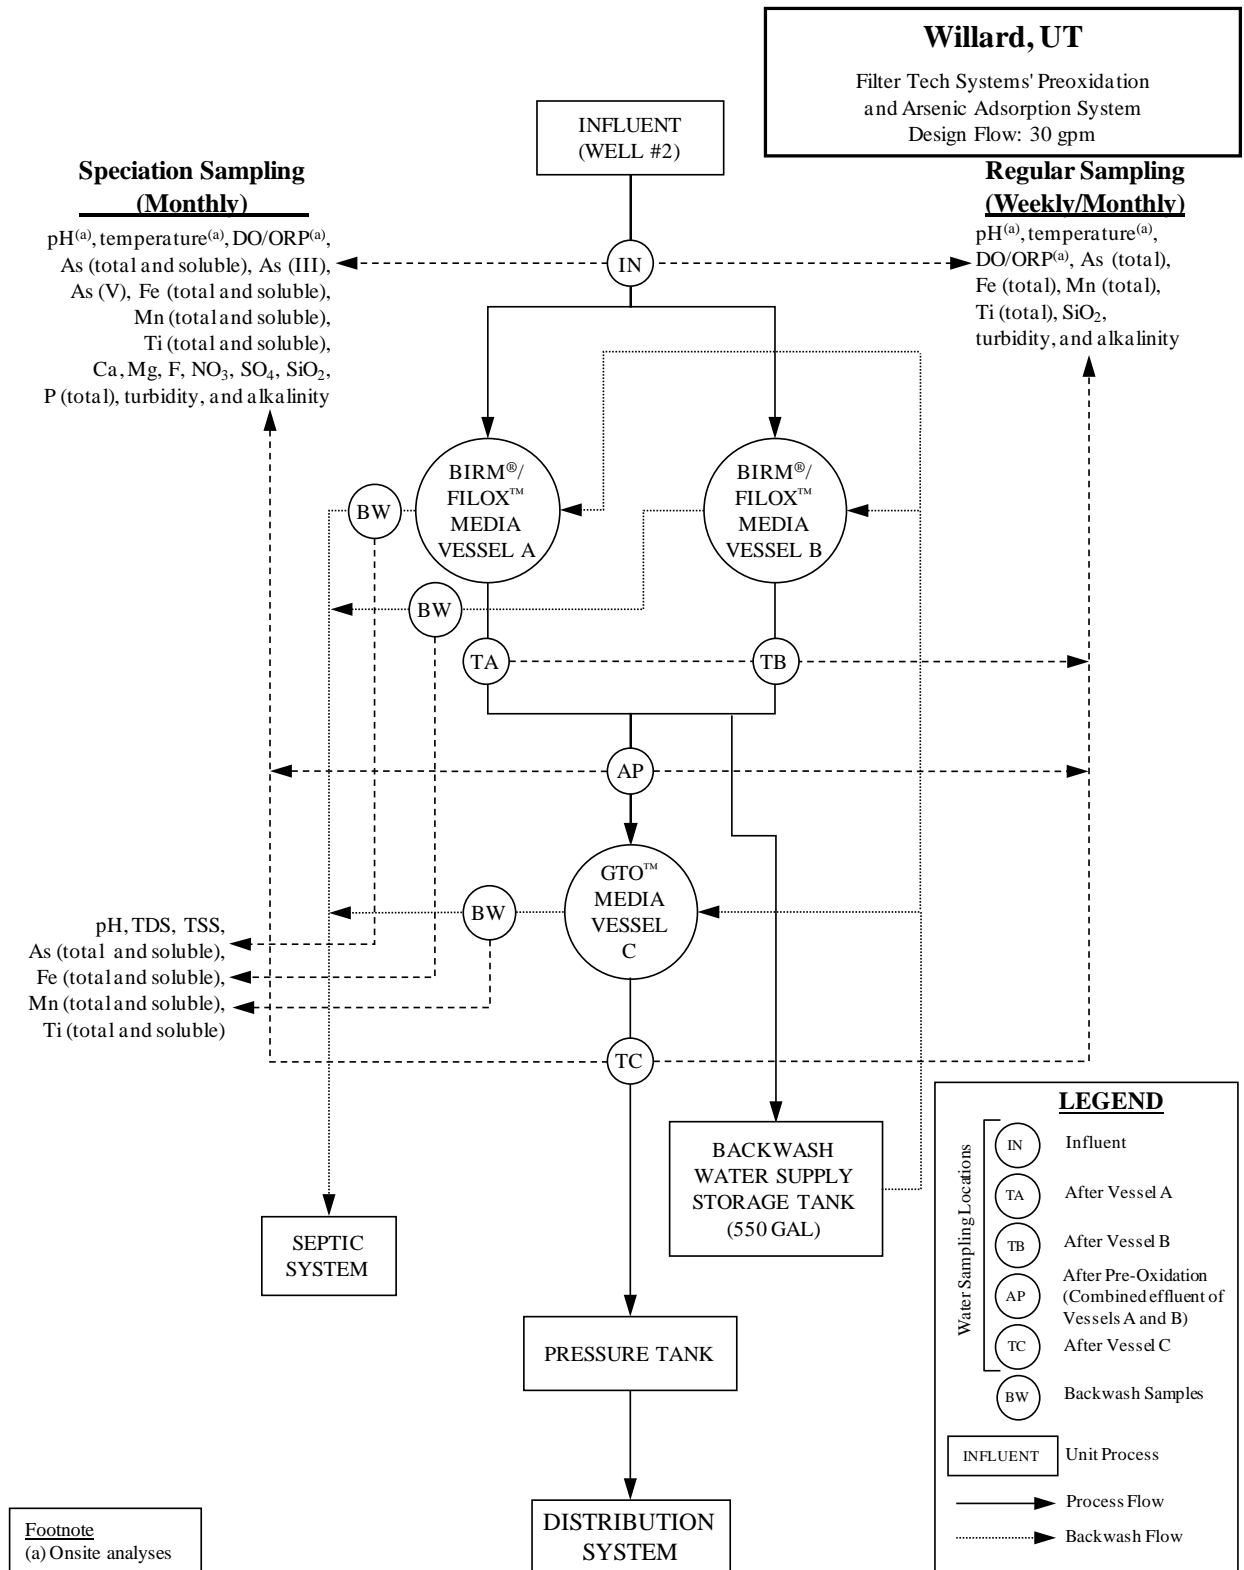 Willard, UT
Filter Tech Systems' Preoxidation
and Arsenic Adsorption System
Design Flow: 30 gpm
INFLUENT
(WELL #2)
Speciation Sampling
(Monthly)
pH(a), temperature(a), DO/ORP(a),
As (total and soluble), As (III),
As (V), Fe (total and soluble),
Mn (total and soluble),
Ti (total and soluble),
Ca, Mg, F, NO3, SO4, SiO2,
P (total), turbidity, and alkalinity
Regular Sampling
(Weekly/Monthly)
pH(a), temperature(a),
DO/ORP(a), As (total),
Fe (total), Mn (total),
Ti (total), SiO2,
turbidity, and alkalinity
IN
BIRM®/
FILOX™
MEDIA
VESSEL A
BIRM®/
FILOX™
MEDIA
VESSEL B
BW
BW
TA
TB
AP
GTO™
MEDIA
VESSEL
C
BW
pH, TDS, TSS,
As (total and soluble),
Fe (total and soluble),
Mn (total and soluble),
Ti (total and soluble)
TC
BACKWASH
WATER SUPPLY
STORAGE TANK
(550 GAL)
SEPTIC
SYSTEM
PRESSURE TANK
DISTRIBUTION
SYSTEM
LEGEND
Water Sampling Locations
IN Influent
TA After Vessel A
TB After Vessel B
AP After Pre-Oxidation
(Combined effluent of
Vessels A and B)
TC After Vessel C
BW Backwash Samples
INFLUENT Unit Process
Process Flow
Backwash Flow
Footnote
(a) Onsite analyses